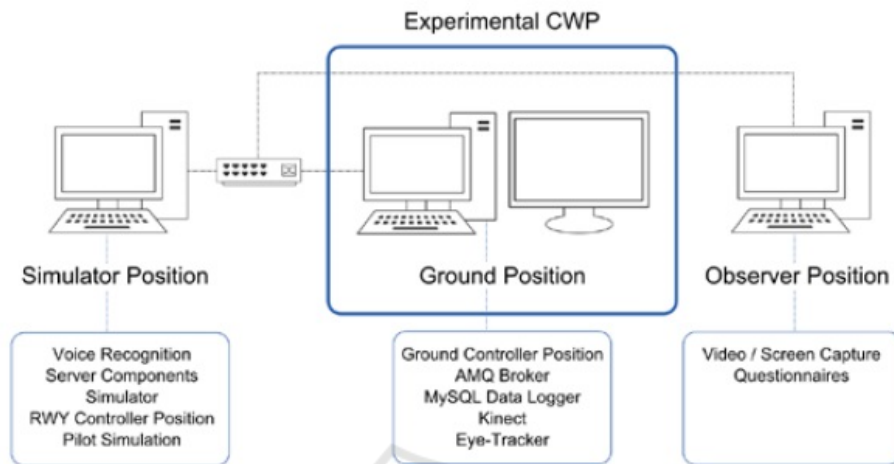 Experimental CWP
Simulator Position
Ground Position
Observer Position
Voice Recognition
Server Components
Simulator
RWY Controller Position
Pilot Simulation
Ground Controller Position
AMQ Broker
MySQL Data Logger
Kinect
Eye-Tracker
Video / Screen Capture
Questionnaires